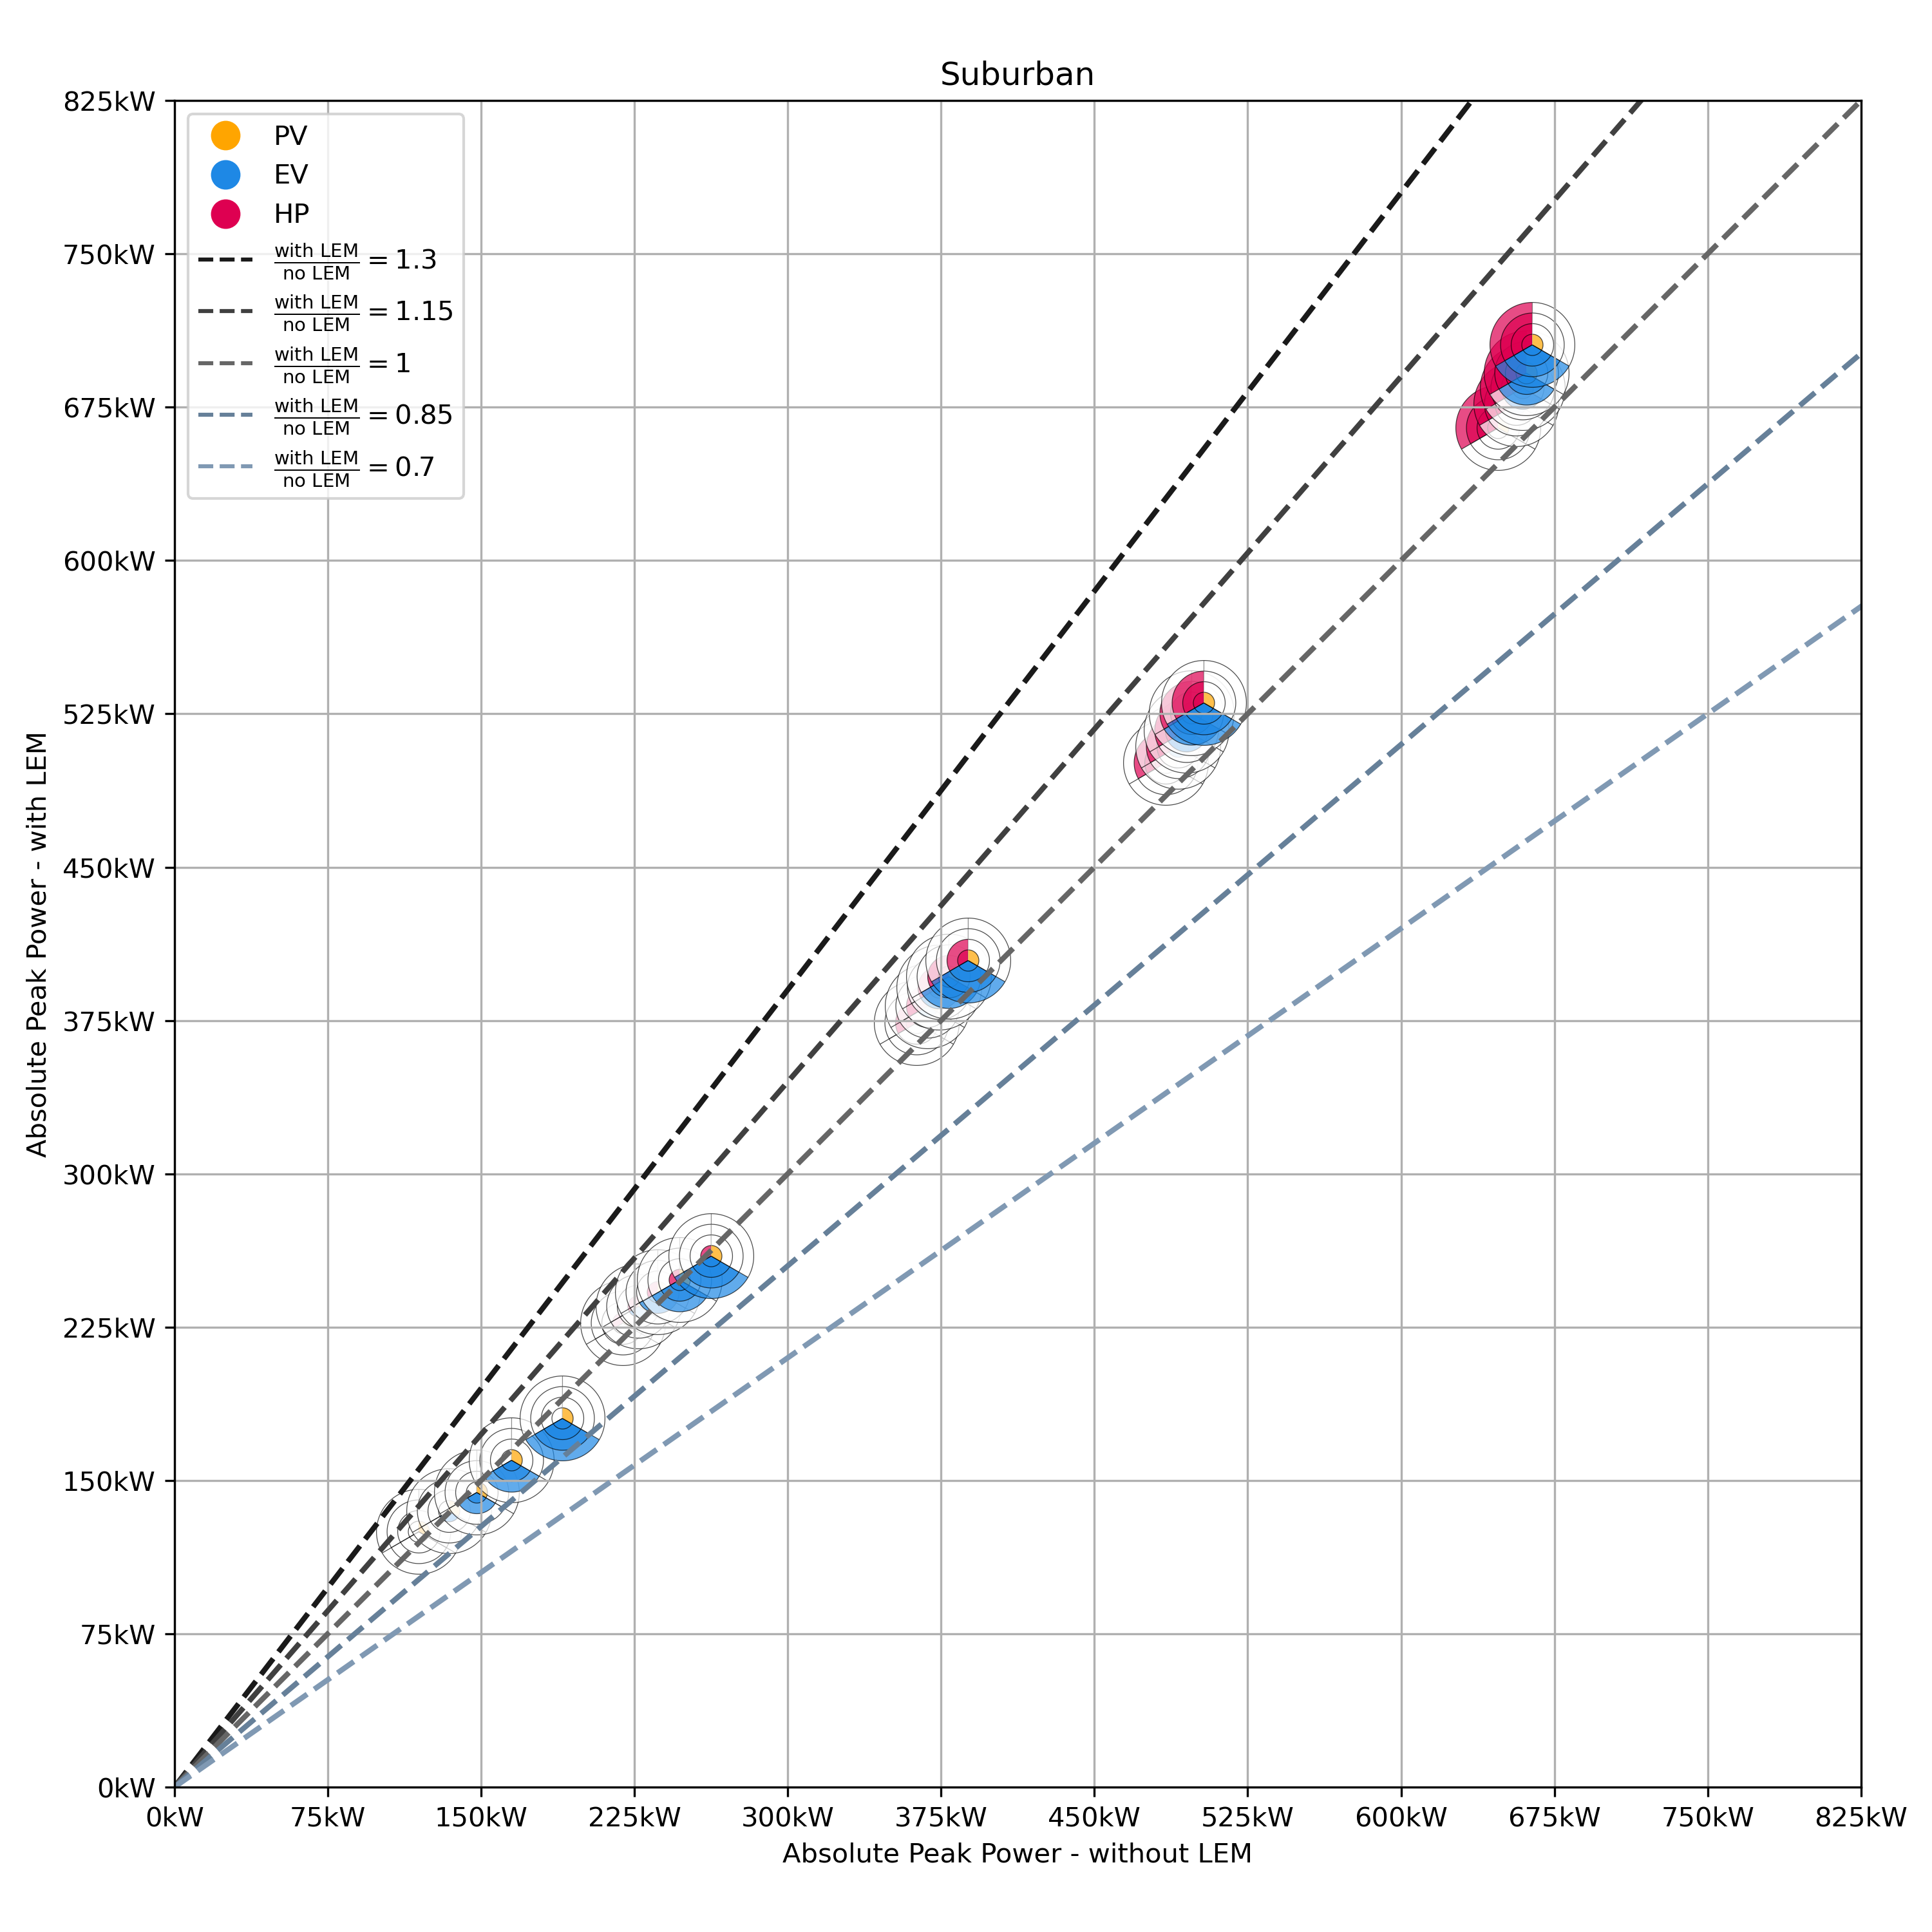 Suburban
825kW
750kW
675kW
600kW
525kW
450kW
375kW
300kW
225kW
150kW
75kW
0kW
Absolute Peak Power - with LEM
PV
EV
HP
with LEM
no LEM = 1.3
with LEM
no LEM = 1.15
with LEM
no LEM = 1
with LEM
no LEM = 0.85
with LEM
no LEM = 0.7
0kW 75kW 150kW 225kW 300kW 375kW 450kW 525kW 600kW 675kW 750kW 825kW
Absolute Peak Power - without LEM